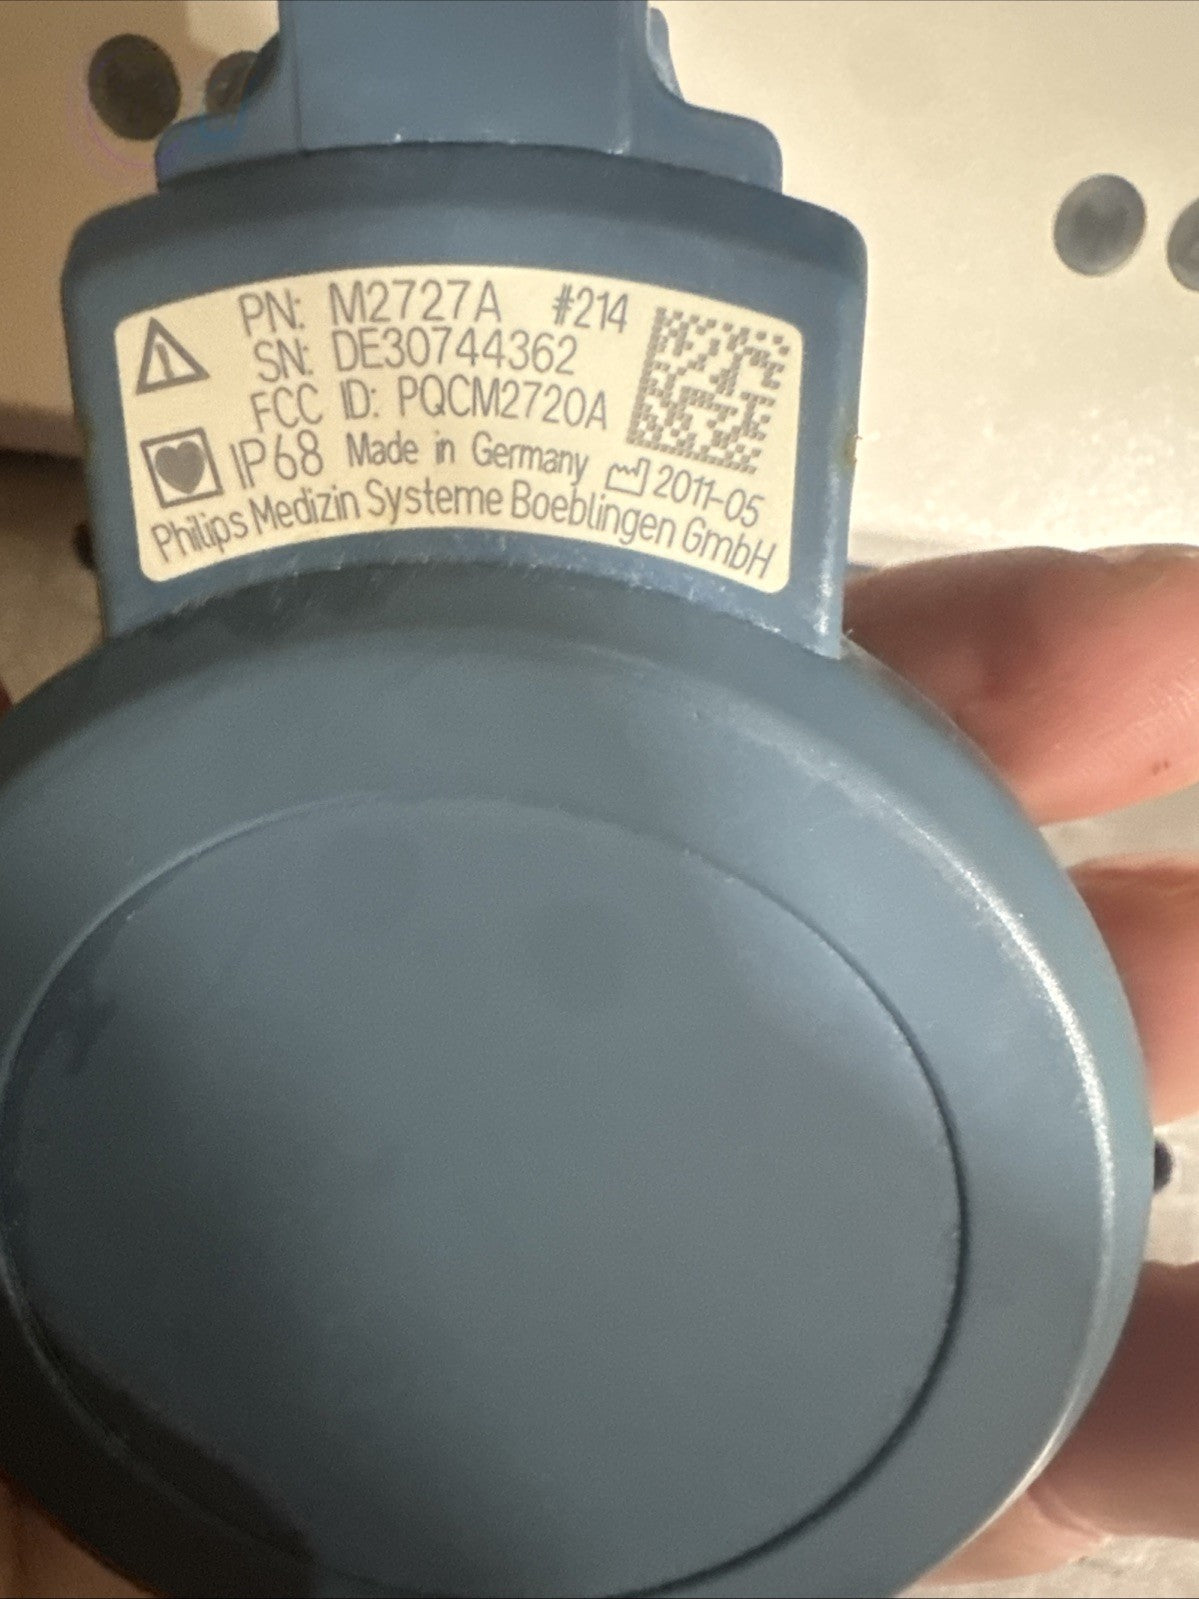 PN: M2727A #214
SN: DE30744362
FCC ID: PQCM2720A
IP68 Made in Germany 2011-05
Philips Medizin Systeme Boeblingen GmbH